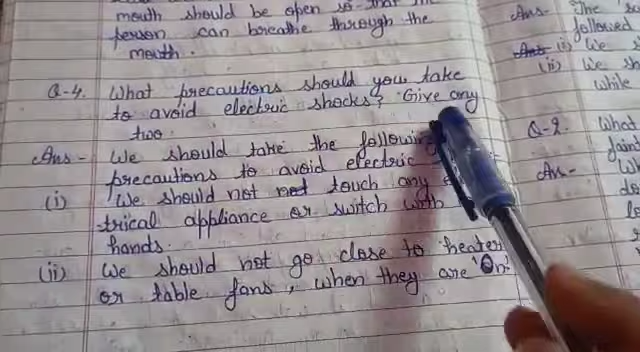 mouth should be open so that the
person can breathe through the
mouth.
Q-4. What precautions should you take
to avoid electric shocks? Give any
two.
Ans- We should take the following
precautions to avoid electric
(i) We should not not touch any
trical appliance or switch with
hands.
(ii) We should not go close to heater
or table fans, when they are 'On'.
Ans- The
followed
(i) We s
(ii) We sh
while
Q-2. What
faint
Ans- W
do
lo